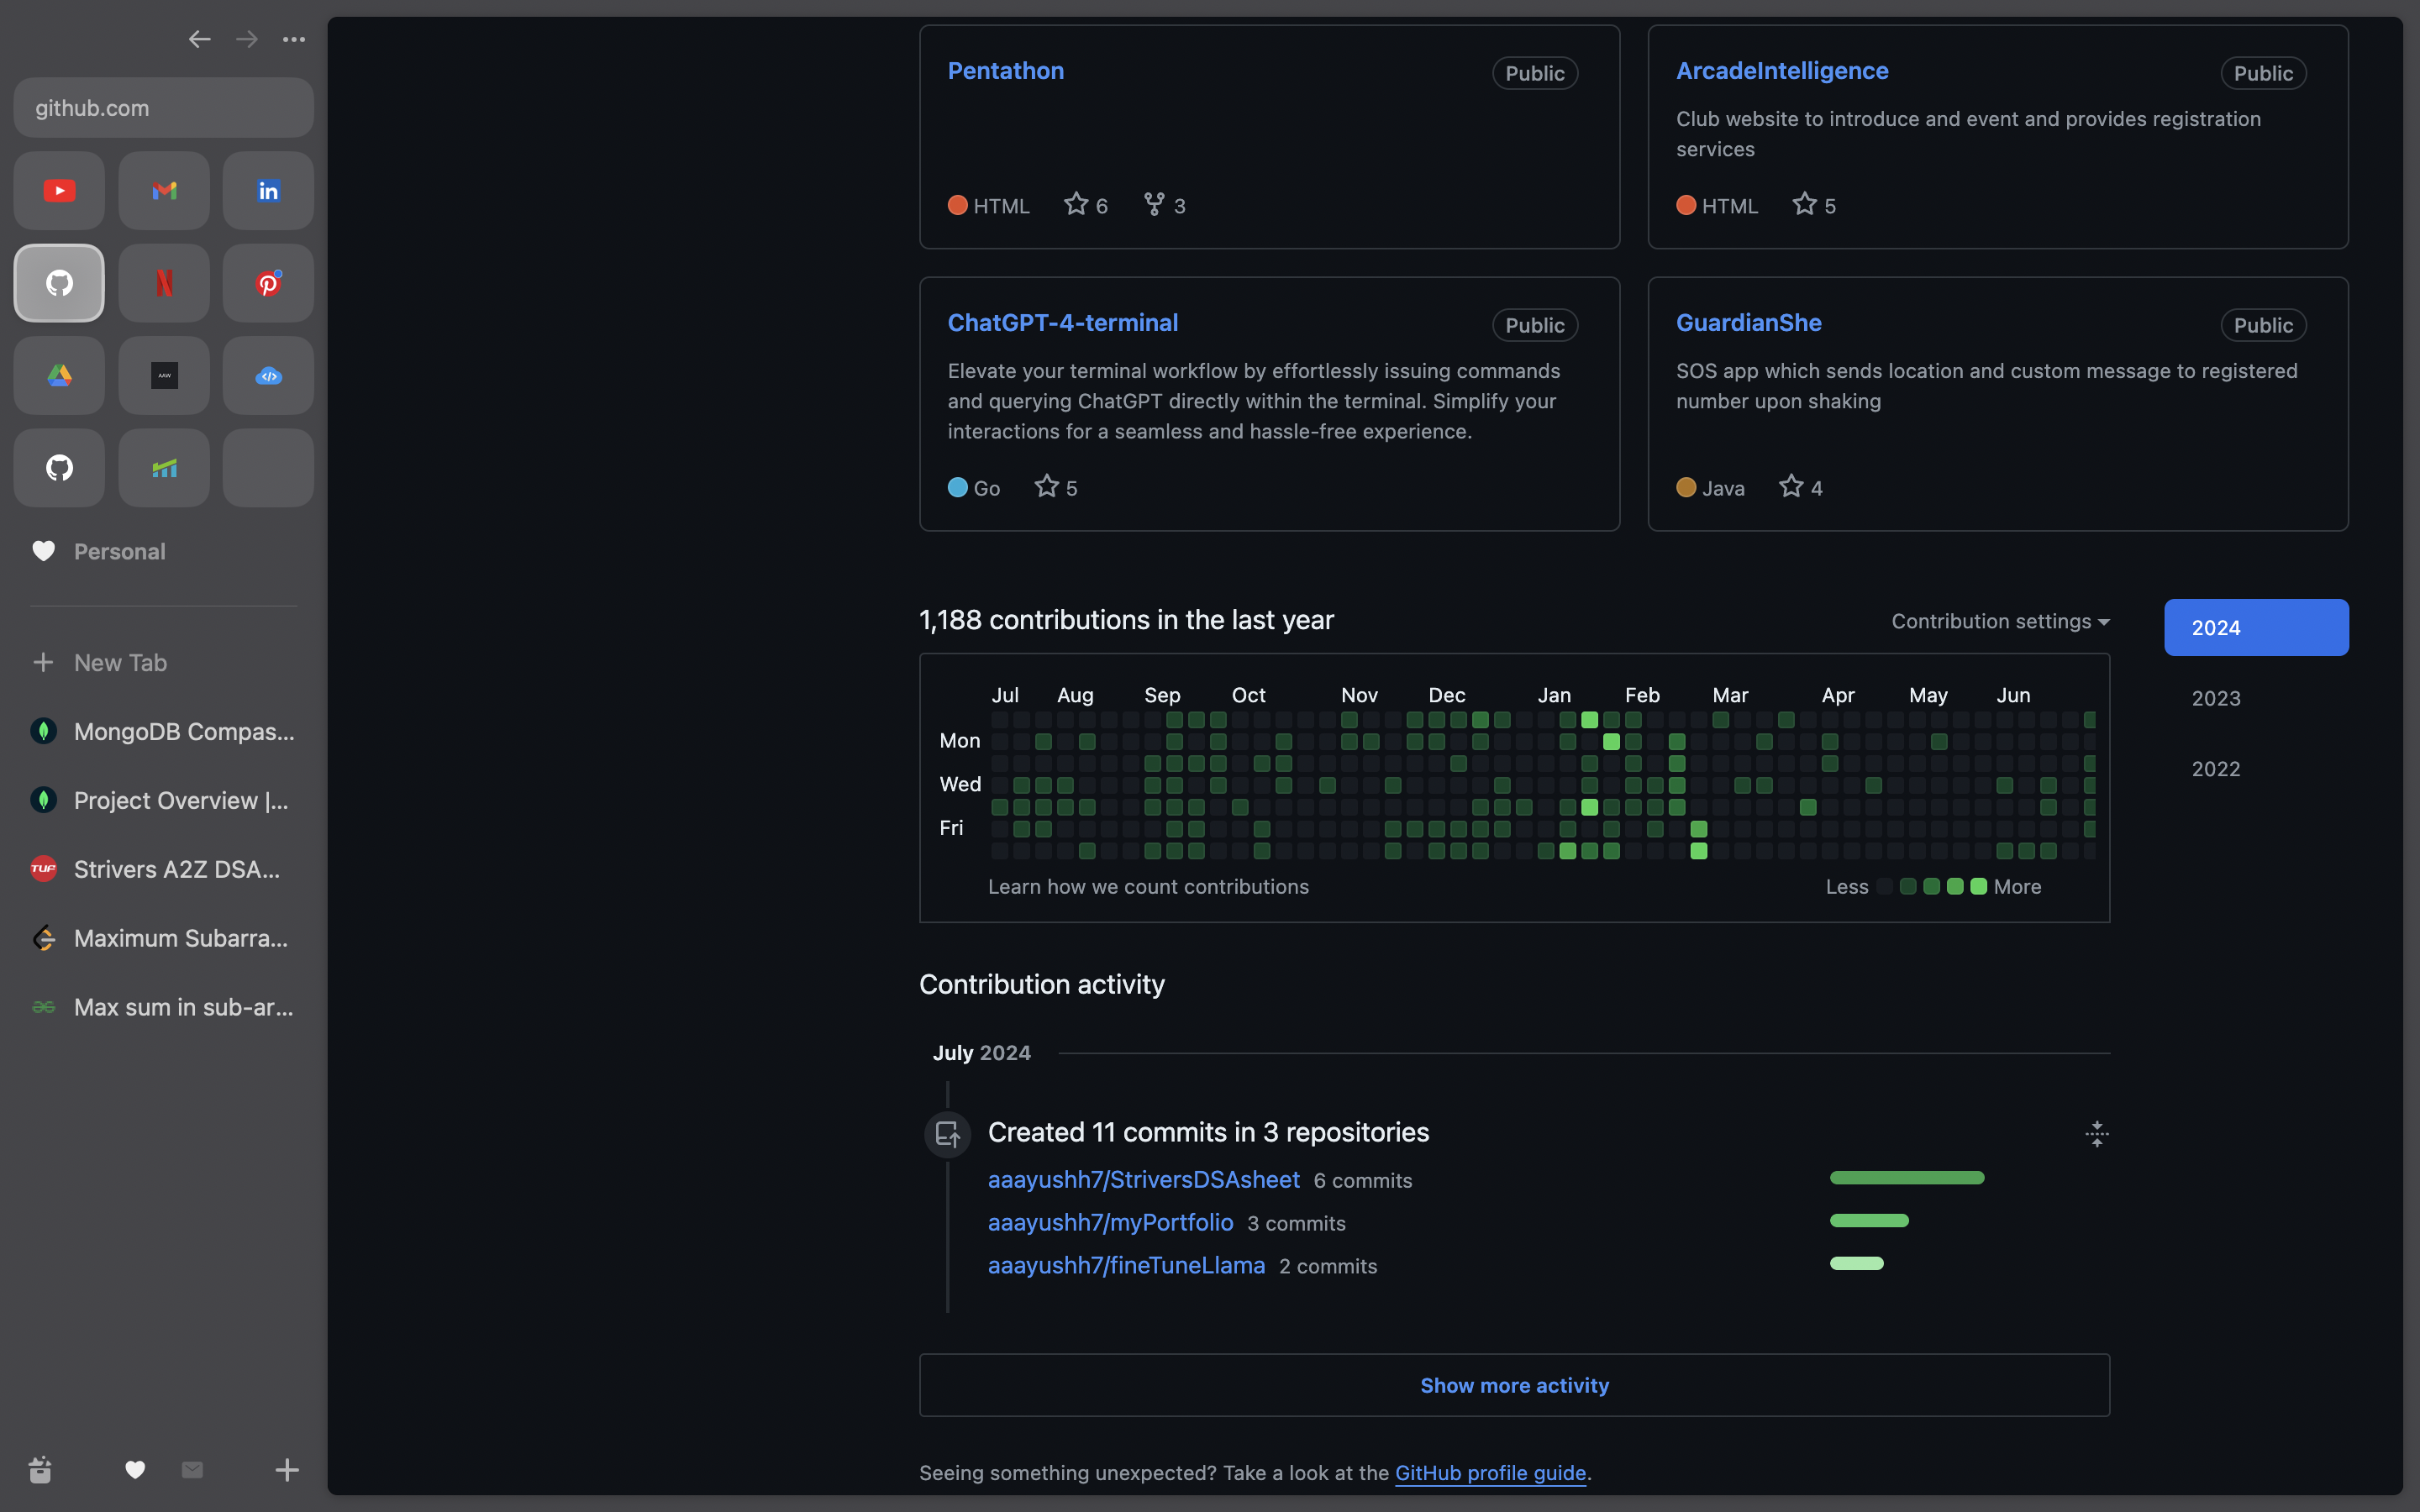 github.com
in
AAW
Personal
New Tab
MongoDB Compas...
Project Overview |...
TUF
Strivers A2Z DSA...
Maximum Subarra...
Max sum in sub-ar...
Pentathon
Public
HTML 6 3
ArcadeIntelligence
Public
Club website to introduce and event and provides registration
services
HTML 5
ChatGPT-4-terminal
Public
Elevate your terminal workflow by effortlessly issuing commands
and querying ChatGPT directly within the terminal. Simplify your
interactions for a seamless and hassle-free experience.
Go 5
GuardianShe
Public
SOS app which sends location and custom message to registered
number upon shaking
Java 4
1,188 contributions in the last year
Contribution settings
2024
2023
2022
Jul Aug Sep Oct Nov Dec Jan Feb Mar Apr May Jun
Mon
Wed
Fri
Learn how we count contributions
Less More
Contribution activity
July 2024
Created 11 commits in 3 repositories
aaayushh7/StriversDSAsheet 6 commits
aaayushh7/myPortfolio 3 commits
aaayushh7/fineTuneLlama 2 commits
Show more activity
Seeing something unexpected? Take a look at the GitHub profile guide.